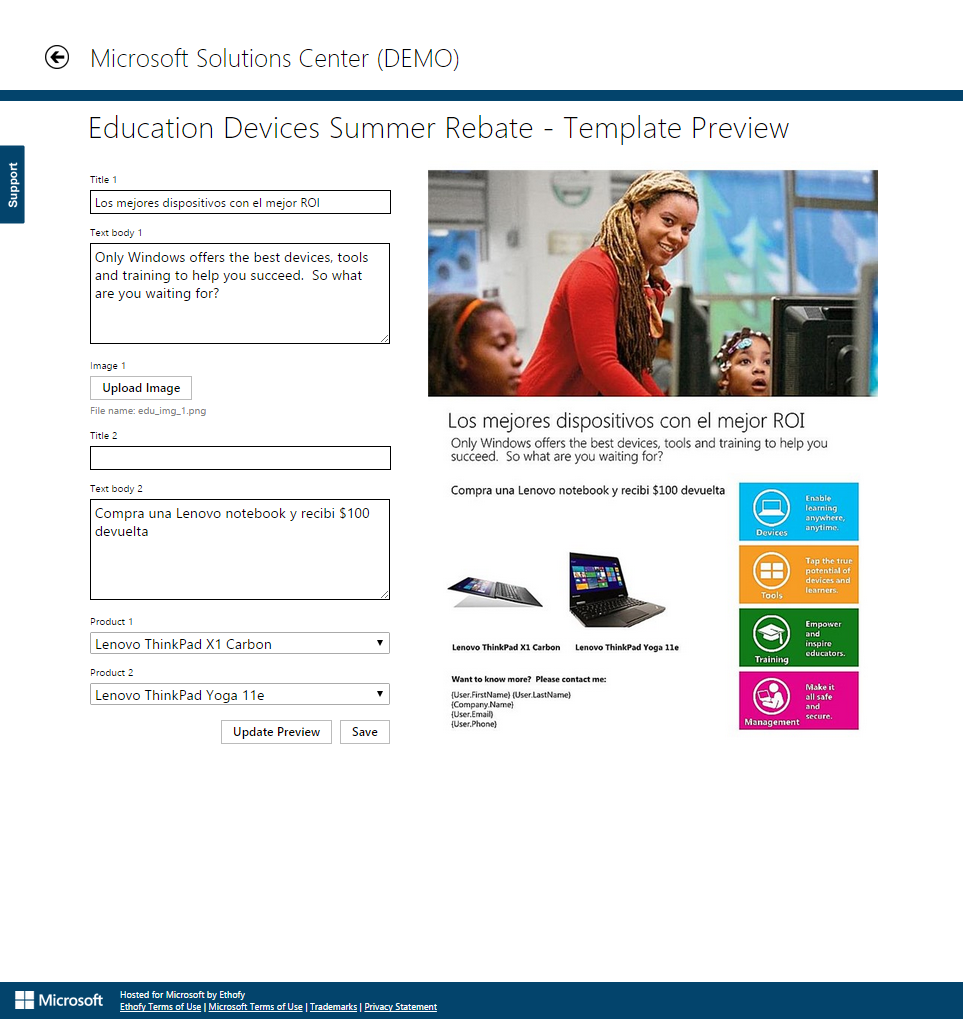 Microsoft Solutions Center (DEMO)
Education Devices Summer Rebate - Template Preview
Support
Title 1
Los mejores dispositivos con el mejor ROI
Text body 1
Only Windows offers the best devices, tools
and training to help you succeed.  So what
are you waiting for?
Image 1
Upload Image
File name: edu_img_1.png
Title 2
Text body 2
Compra una Lenovo notebook y recibi $100
devuelta
Product 1
Lenovo ThinkPad X1 Carbon
Product 2
Lenovo ThinkPad Yoga 11e
Update Preview
Save
Los mejores dispositivos con el mejor ROI
Only Windows offers the best devices, tools and training to help you
succeed.  So what are you waiting for?
Compra una Lenovo notebook y recibi $100 devuelta
Lenovo ThinkPad X1 Carbon
Lenovo ThinkPad Yoga 11e
Want to know more?  Please contact me:
{User.FirstName} {User.LastName}
{Company.Name}
{User.Email}
{User.Phone}
Devices
Enable
learning
anywhere,
anytime.
Tools
Tap the true
potential of
devices and
learners.
Training
Empower
and
inspire
educators.
Management
Make it
all safe
and
secure.
Microsoft
Hosted for Microsoft by Ethofy
Ethofy Terms of Use | Microsoft Terms of Use | Trademarks | Privacy Statement